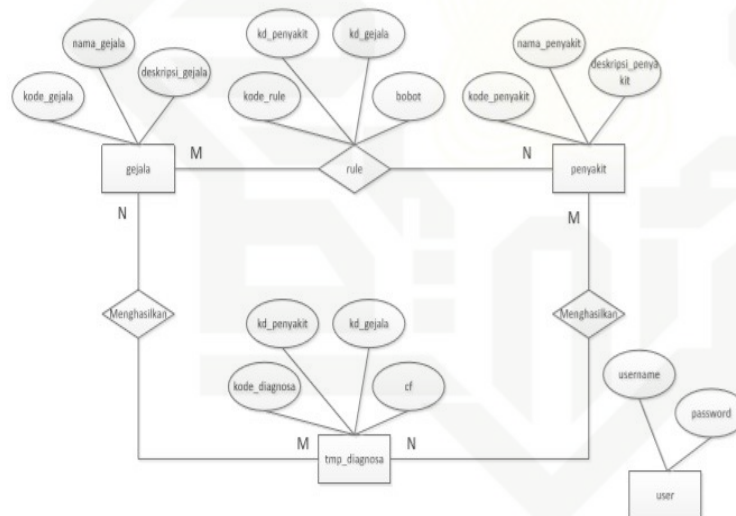 nama_gejala
kode_gejala
deskripsi_gejala
kd_penyakit
kd_gejala
kode_rule
bobot
nama_penyakit
kode_penyakit
deskripsi_penya
kit
gejala
M
rule
N
penyakit
N
M
Menghasilkan
Menghasilkan
kd_penyakit
kd_gejala
kode_diagnosa
cf
M
tmp_diagnosa
N
username
password
user